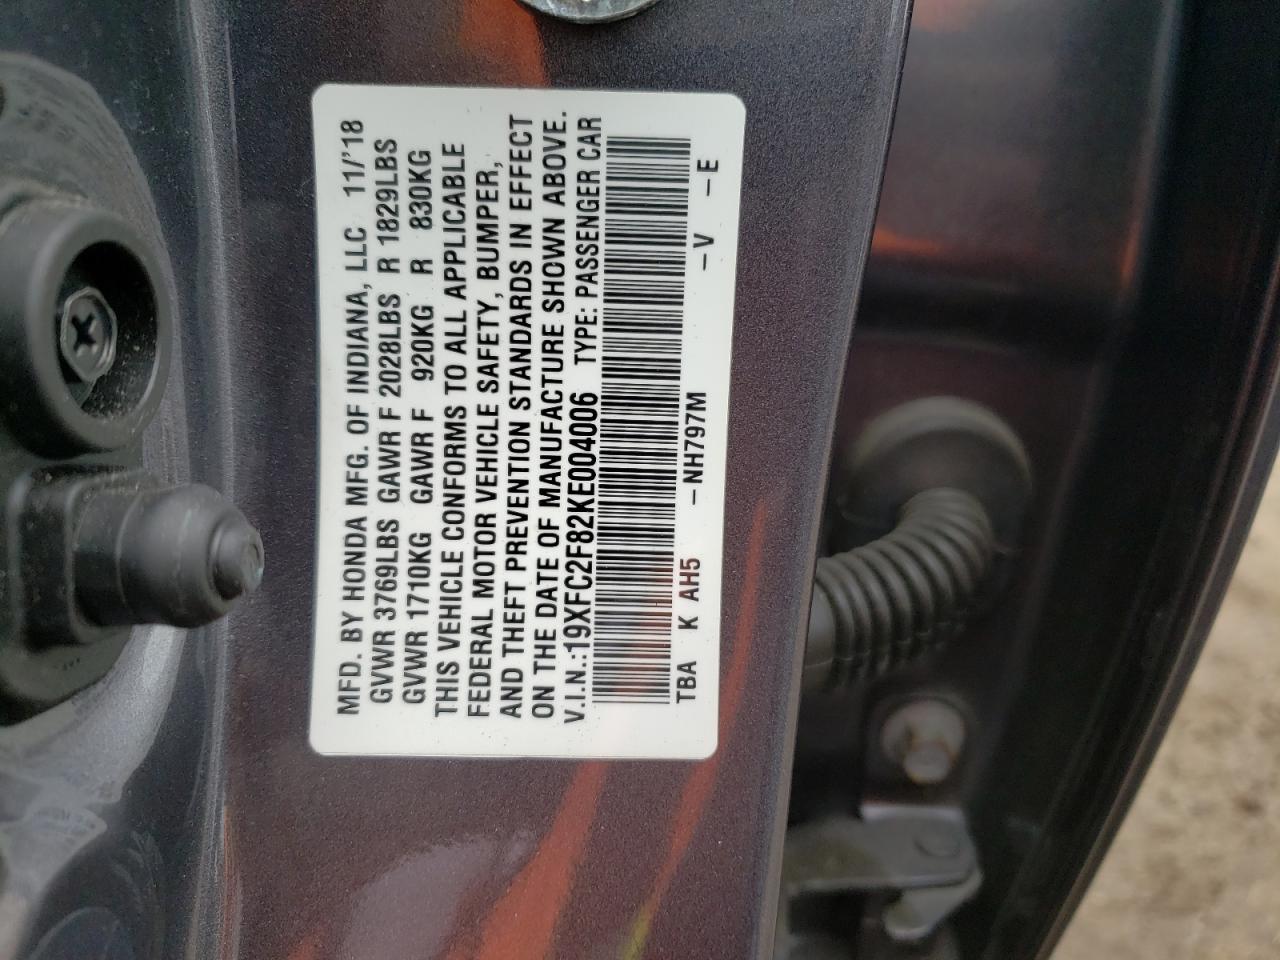 MFD. BY HONDA MFG. OF INDIANA, LLC 11/'18
GVWR 3769LBS GAWR F 2028LBS R 1829LBS
GVWR 1710KG GAWR F 920KG R 830KG
THIS VEHICLE CONFORMS TO ALL APPLICABLE
FEDERAL MOTOR VEHICLE SAFETY, BUMPER,
AND THEFT PREVENTION STANDARDS IN EFFECT
ON THE DATE OF MANUFACTURE SHOWN ABOVE.
V.I.N.:19XFC2F82KE004006 TYPE: PASSENGER CAR
TBA K AH5 -NH797M -V -E